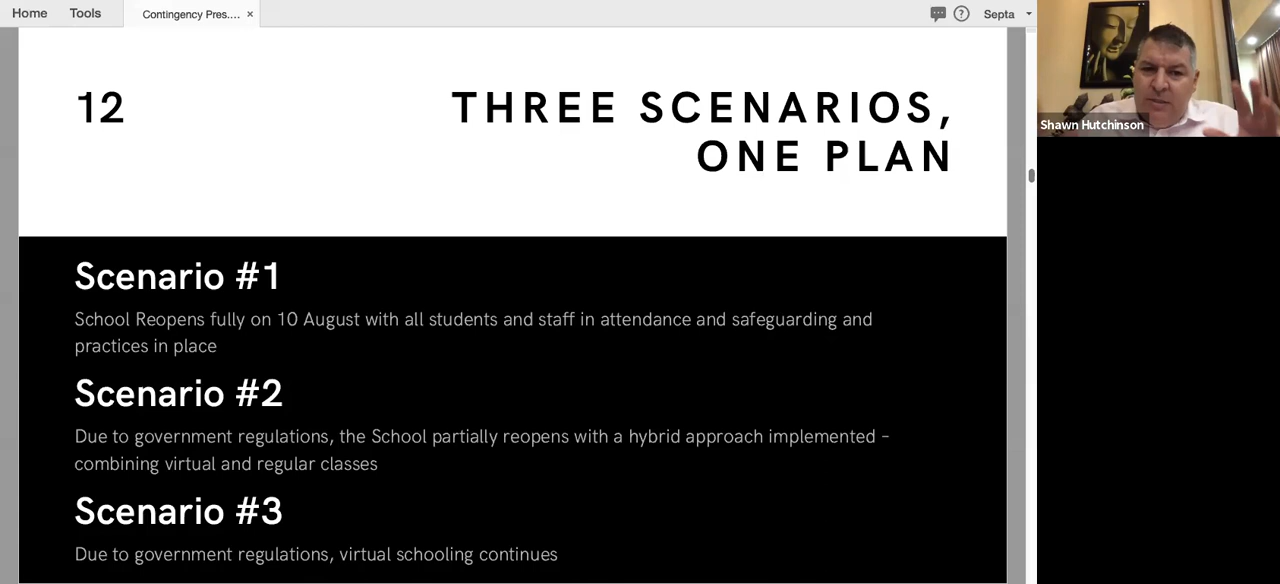 Home
Tools
Contingency Pres.... ×
?
Septa
12
THREE SCENARIOS,
ONE PLAN
Scenario #1
School Reopens fully on 10 August with all students and staff in attendance and safeguarding and
practices in place
Scenario #2
Due to government regulations, the School partially reopens with a hybrid approach implemented –
combining virtual and regular classes
Scenario #3
Due to government regulations, virtual schooling continues
Shawn Hutchinson